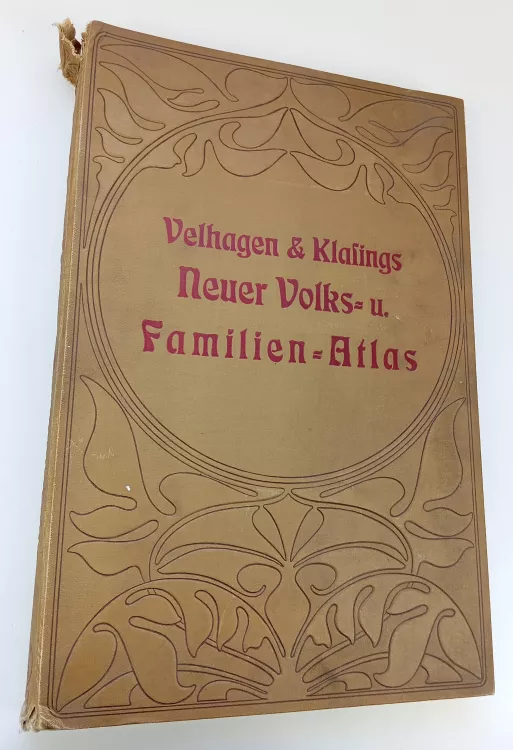 Velhagen & Klaſings
Neuer Volks- u.
Familien-Atlas